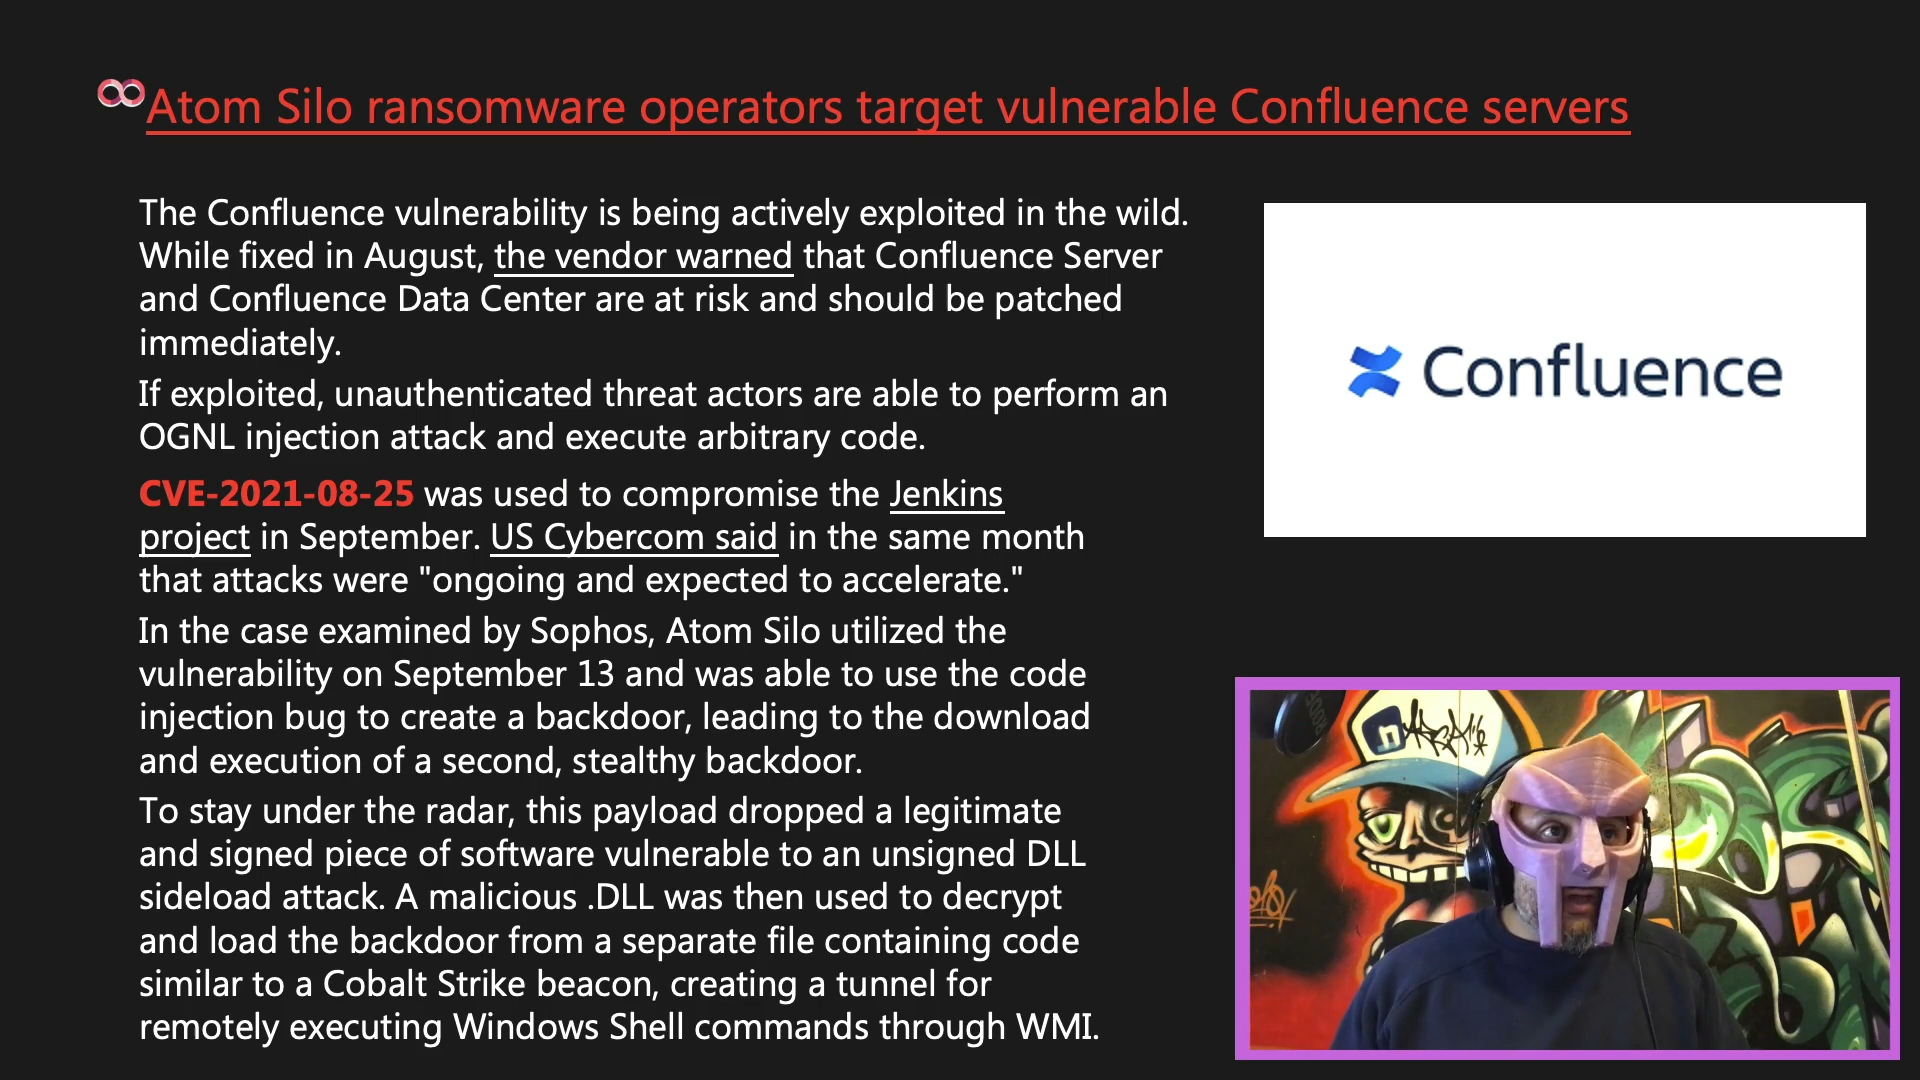 Atom Silo ransomware operators target vulnerable Confluence servers
The Confluence vulnerability is being actively exploited in the wild.
While fixed in August, the vendor warned that Confluence Server
and Confluence Data Center are at risk and should be patched
immediately.
If exploited, unauthenticated threat actors are able to perform an
OGNL injection attack and execute arbitrary code.
CVE-2021-08-25 was used to compromise the Jenkins
project in September. US Cybercom said in the same month
that attacks were "ongoing and expected to accelerate."
In the case examined by Sophos, Atom Silo utilized the
vulnerability on September 13 and was able to use the code
injection bug to create a backdoor, leading to the download
and execution of a second, stealthy backdoor.
To stay under the radar, this payload dropped a legitimate
and signed piece of software vulnerable to an unsigned DLL
sideload attack. A malicious .DLL was then used to decrypt
and load the backdoor from a separate file containing code
similar to a Cobalt Strike beacon, creating a tunnel for
remotely executing Windows Shell commands through WMI.
Confluence